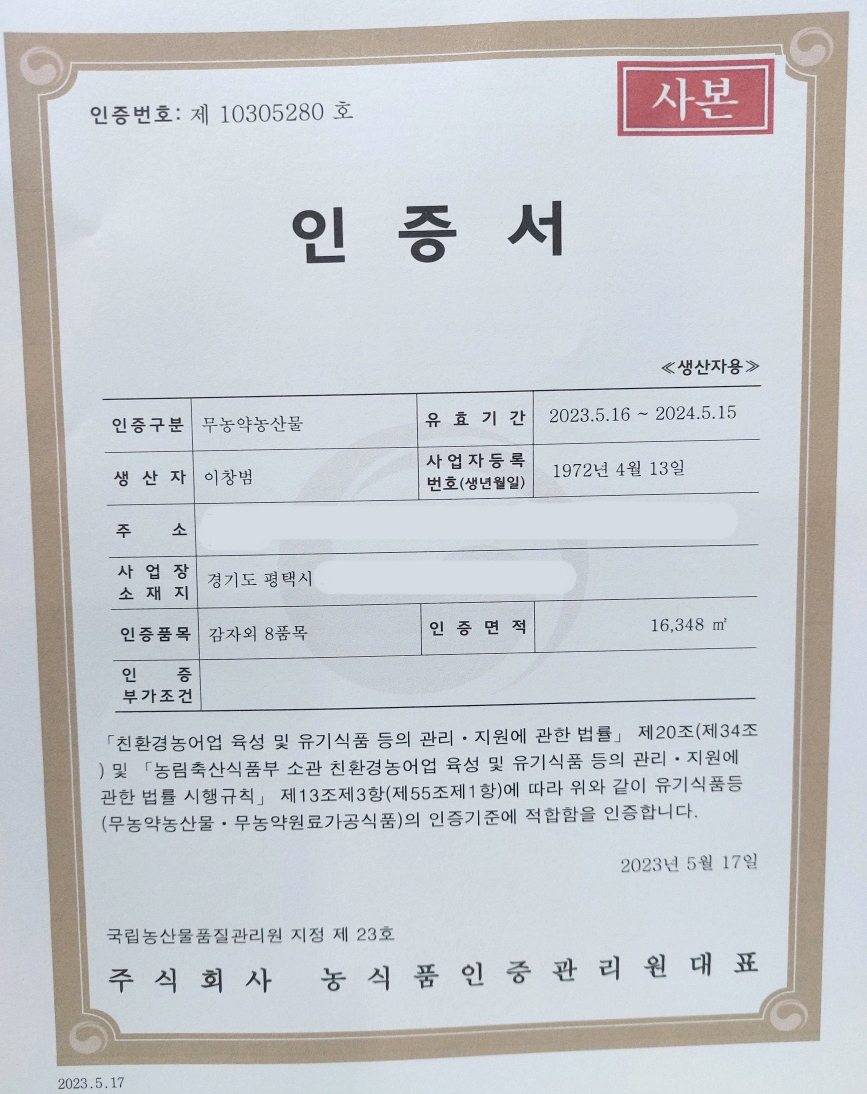 인증번호: 제 10305280 호
사본
인 증 서
≪생산자용≫
인증구분 무농약농산물 유 효 기 간 2023.5.16 ~ 2024.5.15
생 산 자 이창범 사업자등록 번호(생년월일) 1972년 4월 13일
주 소
사 업 장 소 재 지 경기도 평택시
인증품목 감자외 8품목 인 증 면 적 16,348 ㎡
인 증 부가조건
「친환경농어업 육성 및 유기식품 등의 관리・지원에 관한 법률」 제20조(제34조
) 및 「농림축산식품부 소관 친환경농어업 육성 및 유기식품 등의 관리・지원에
관한 법률 시행규칙」 제13조제3항(제55조제1항)에 따라 위와 같이 유기식품등
(무농약농산물・무농약원료가공식품)의 인증기준에 적합함을 인증합니다.
2023년 5월 17일
국립농산물품질관리원 지정 제 23호
주 식 회 사 농 식 품 인 증 관 리 원 대 표
2023.5.17